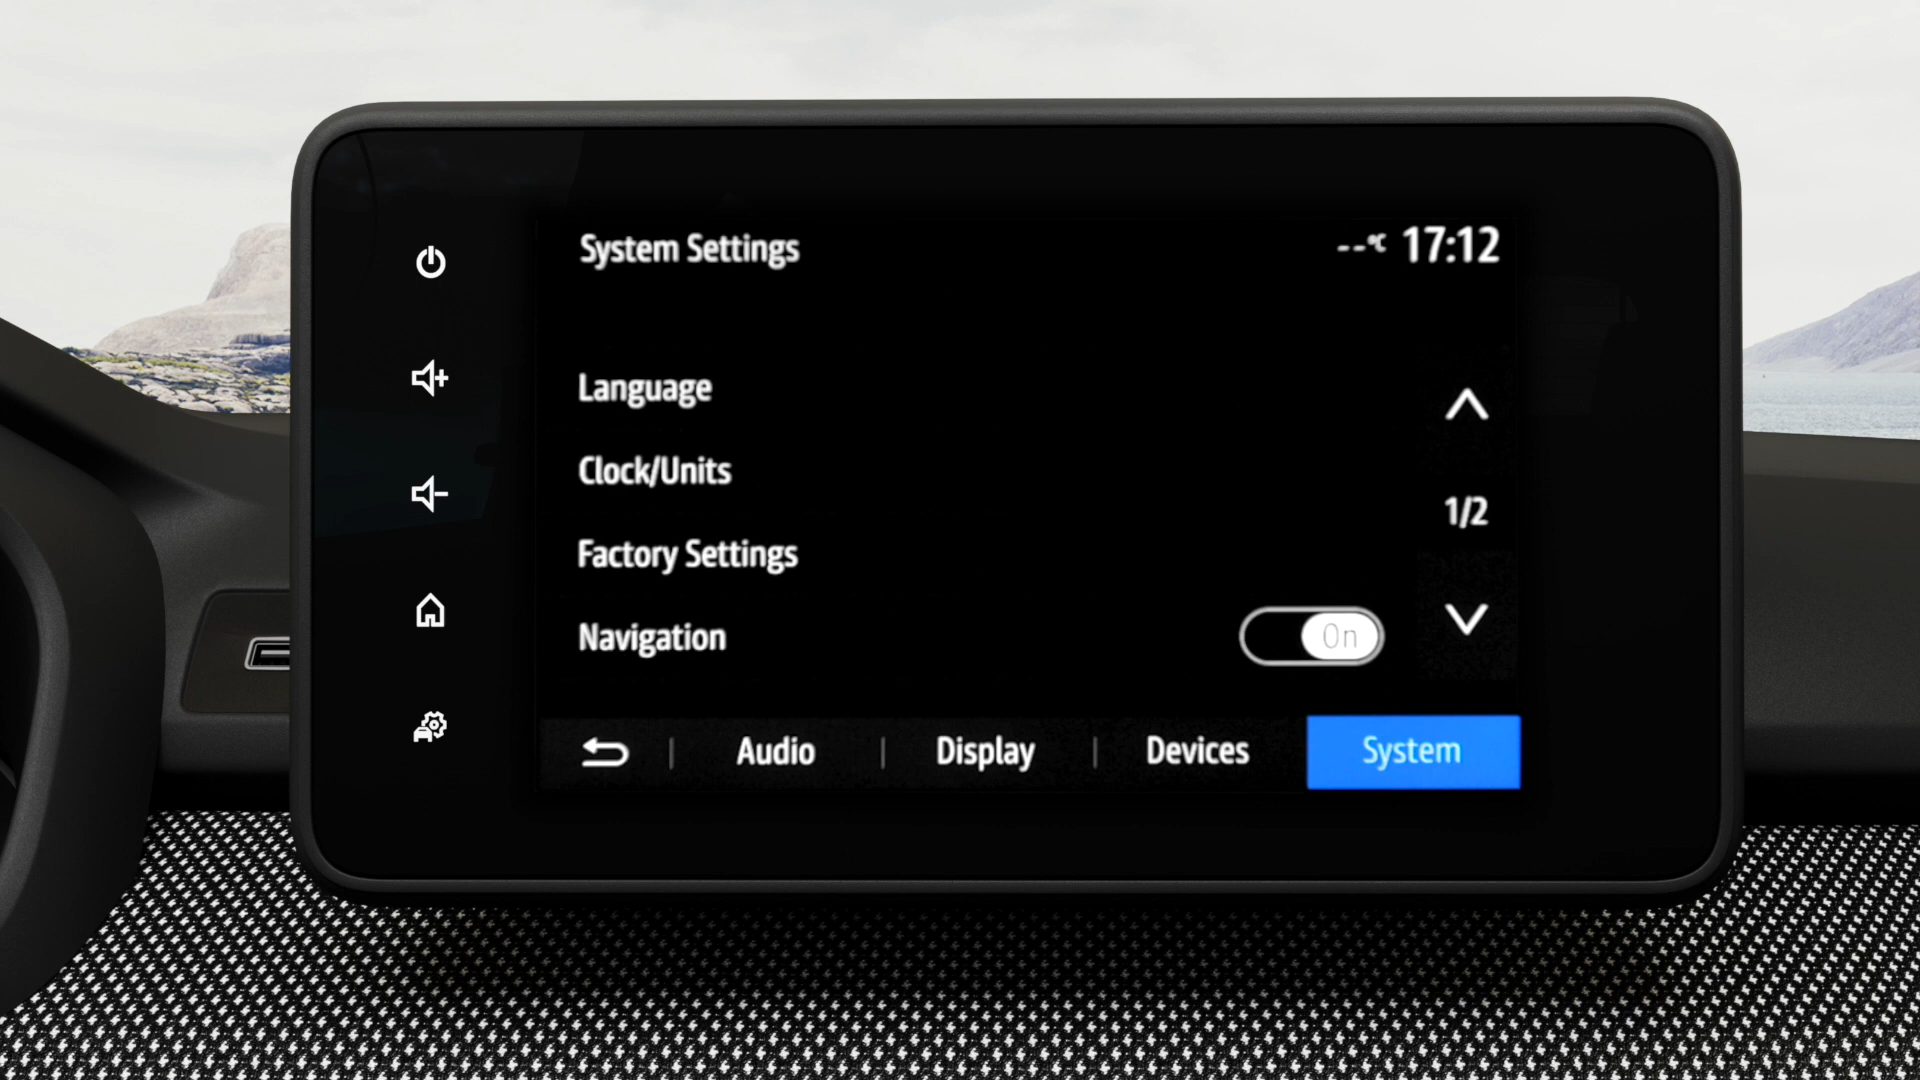 System Settings
--°C 17:12
Language
Clock/Units
1/2
Factory Settings
Navigation
On
Audio
Display
Devices
System